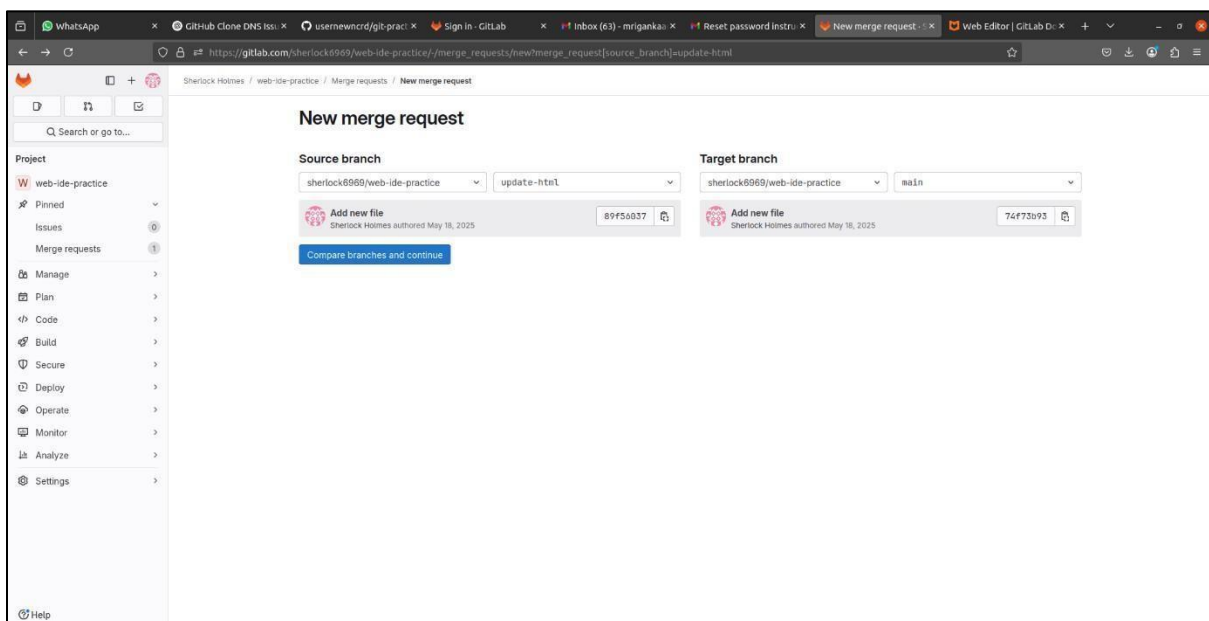 WhatsApp
GitHub Clone DNS Issu
usernewncrd/git-pract
Sign in - GitLab
Inbox (63) - mrigankaa
Reset password instru
New merge request · S
Web Editor | GitLab Do
https://gitlab.com/sherlock6969/web-ide-practice/-/merge_requests/new?merge_request[source_branch]=update-html
Sherlock Holmes / web-ide-practice / Merge requests / New merge request
Search or go to...
Project
W web-ide-practice
Pinned
Issues 0
Merge requests 1
Manage
Plan
Code
Build
Secure
Deploy
Operate
Monitor
Analyze
Settings
Help
New merge request
Source branch
sherlock6969/web-ide-practice
update-html
Add new file
Sherlock Holmes authored May 18, 2025
89f56037
Compare branches and continue
Target branch
sherlock6969/web-ide-practice
main
Add new file
Sherlock Holmes authored May 18, 2025
74f73b93